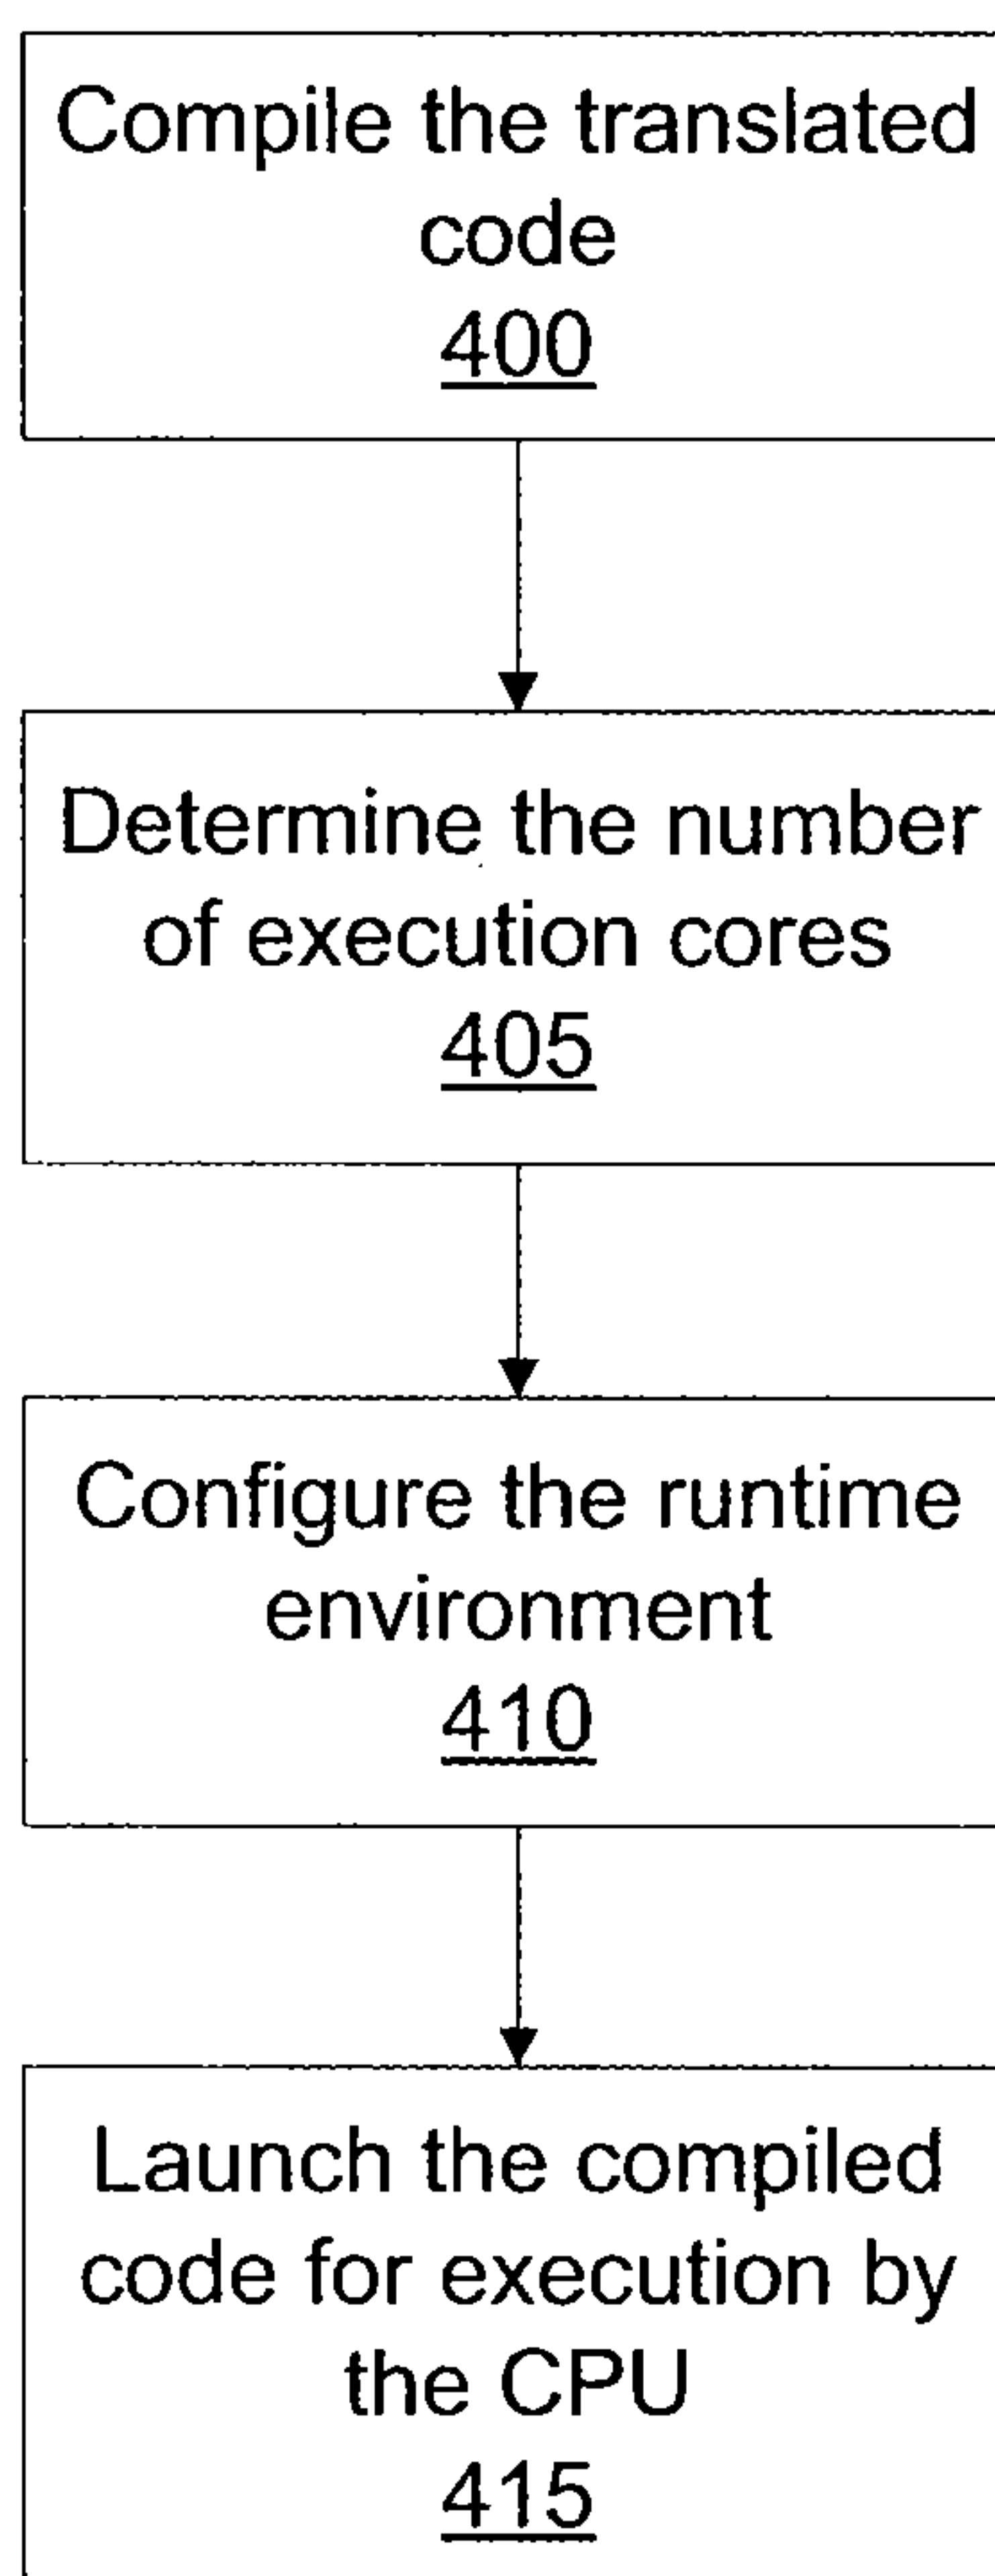 Compile the translated
code
400
Determine the number
of execution cores
405
Configure the runtime
environment
410
Launch the compiled
code for execution by
the CPU
415